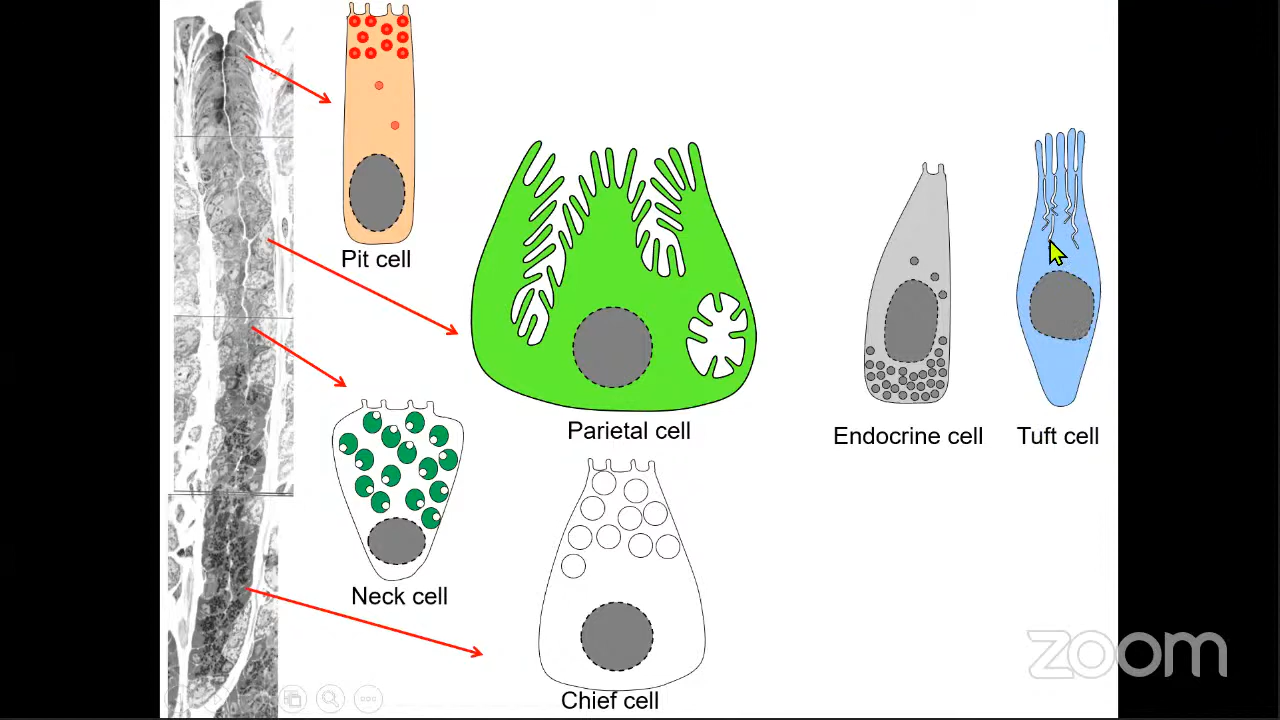 Pit cell
Parietal cell
Endocrine cell
Tuft cell
Neck cell
Chief cell
zoom